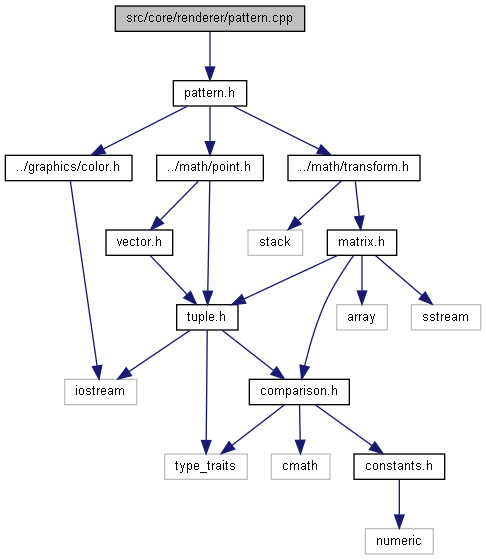 src/core/renderer/pattern.cpp
pattern.h
../graphics/color.h
../math/point.h
../math/transform.h
vector.h
stack
matrix.h
tuple.h
array
sstream
iostream
comparison.h
type_traits
cmath
constants.h
numeric